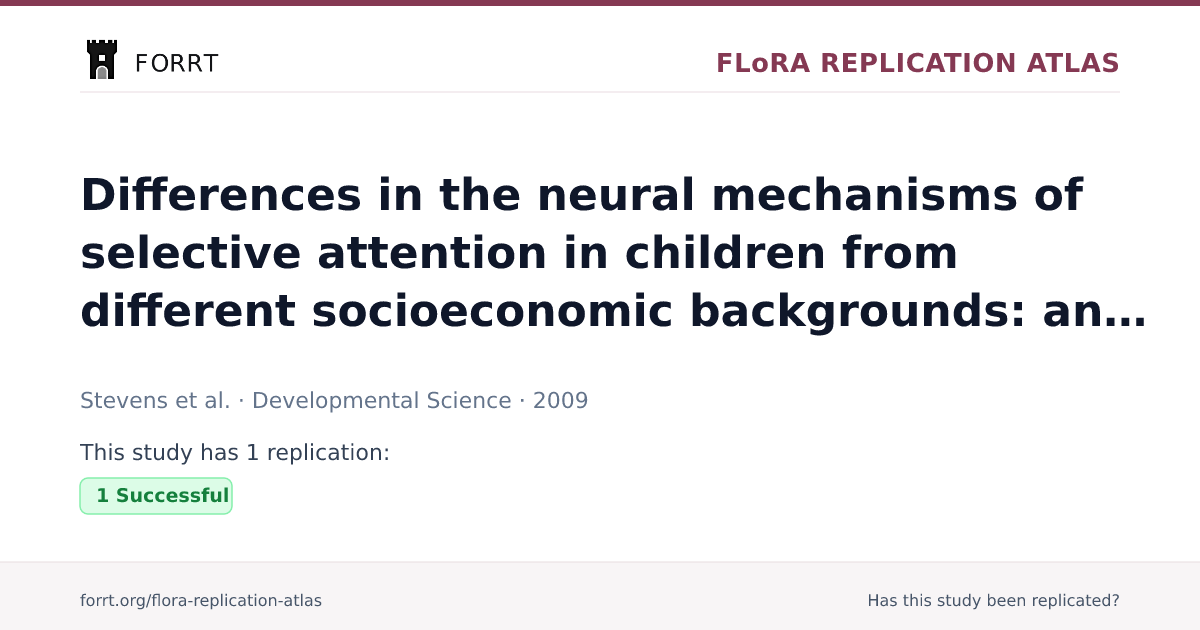 FORRT
FLoRA REPLICATION ATLAS
Differences in the neural mechanisms of
selective attention in children from
different socioeconomic backgrounds: an…
Stevens et al. · Developmental Science · 2009
This study has 1 replication:
1 Successful
forrt.org/flora-replication-atlas
Has this study been replicated?